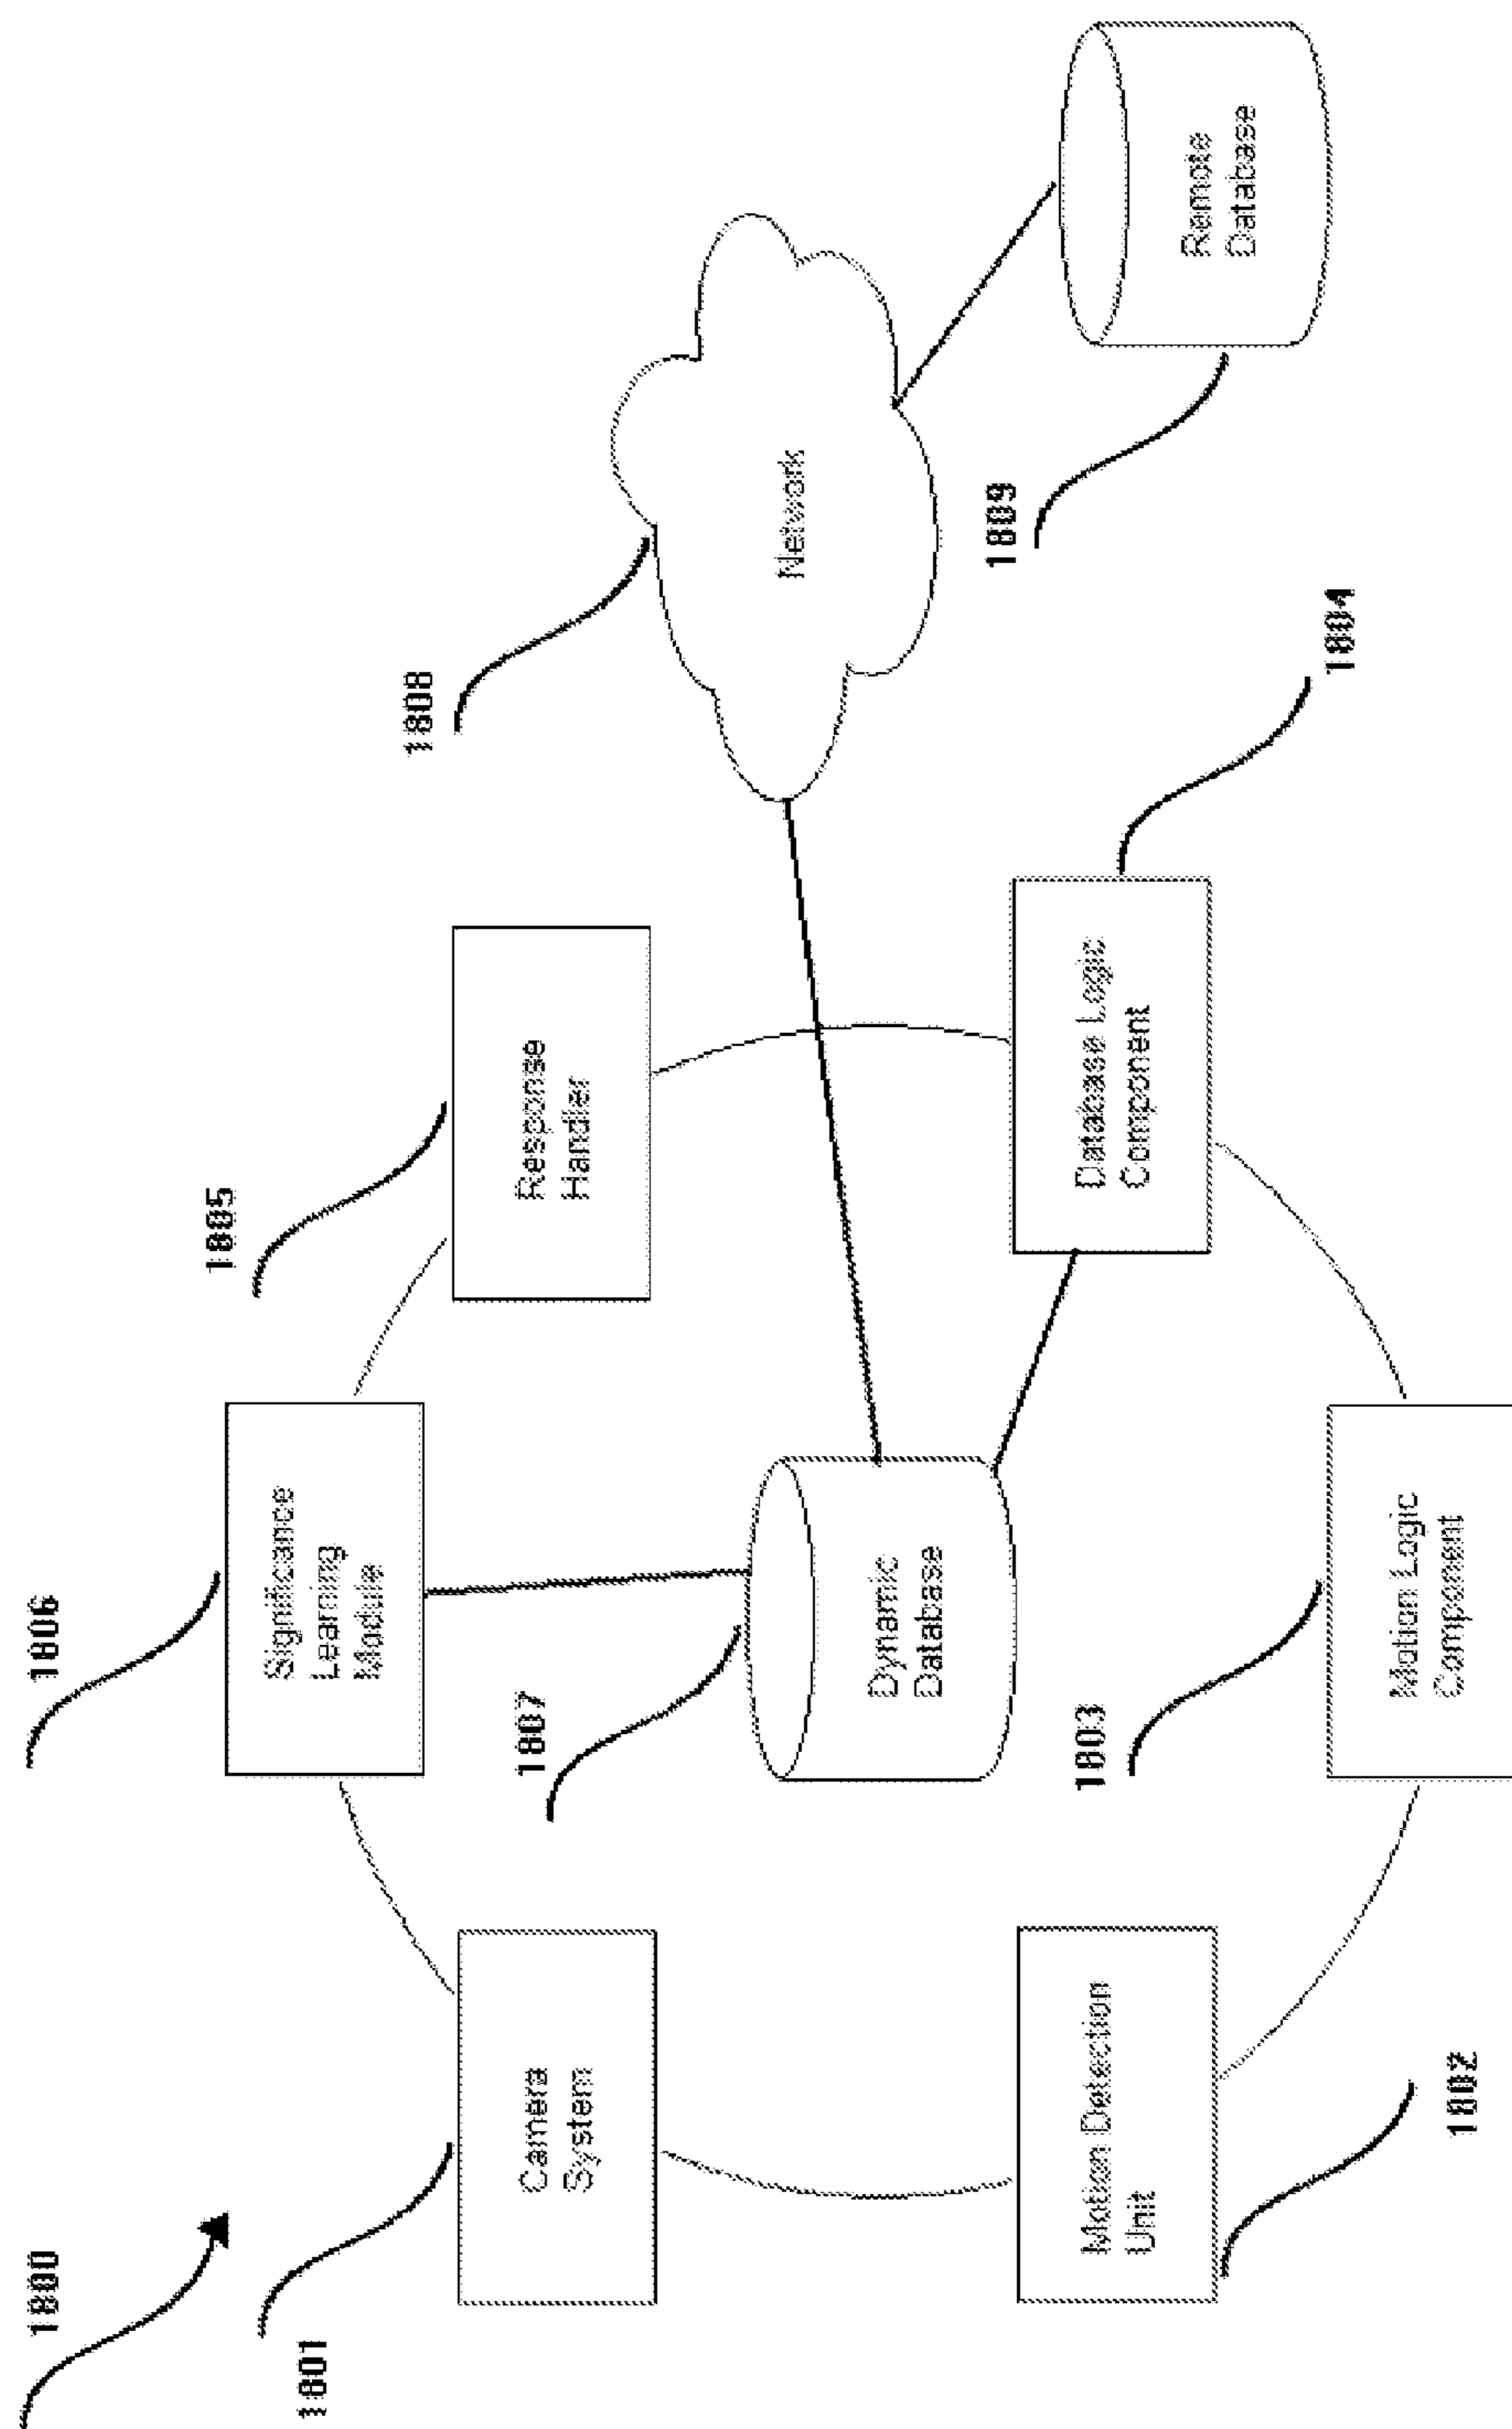 1800
1806
Significance
Learning
Module
1801
1805
Camera
System
Response
Handler
1808
1807
Dynamic
Database
Network
1809
Remote
Database
Motion Detection
Unit
Database Logic
Component
1803
1804
Motion Logic
Component
1802